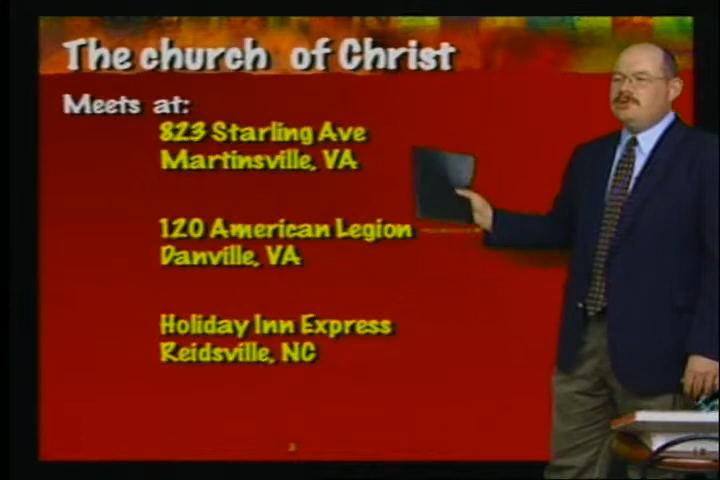 The church of Christ
Meets at:
823 Starling Ave
Martinsville, VA
120 American Legion
Danville, VA
Holiday Inn Express
Reidsville, NC
3